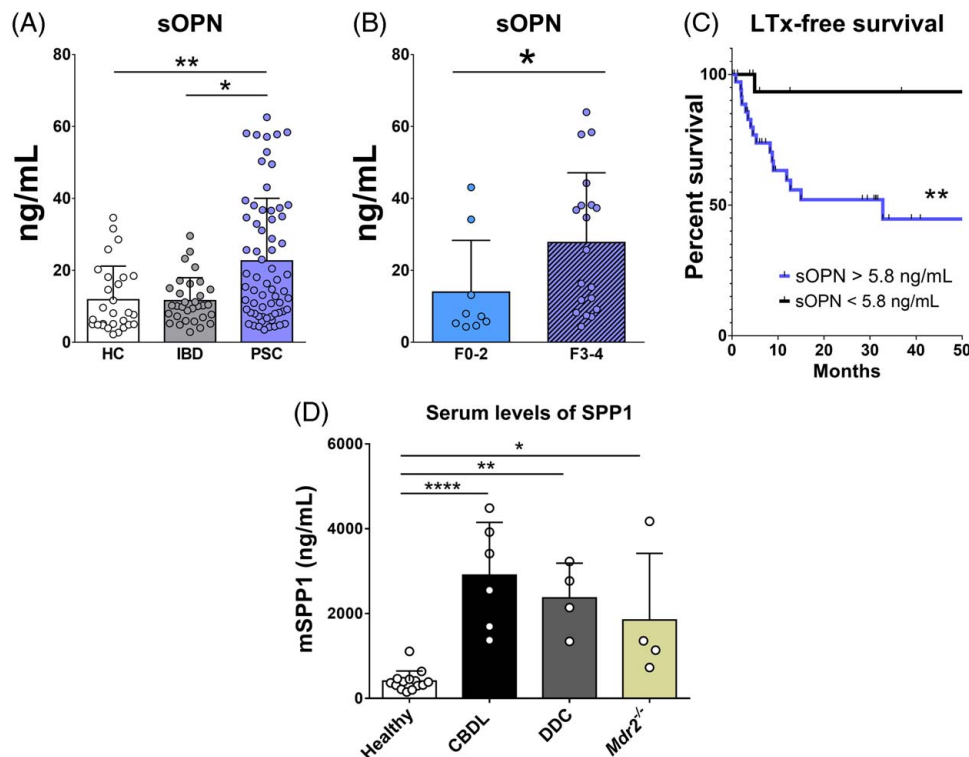 (A)
sOPN
**
*
80
60
40
20
0
ng/mL
HC IBD PSC
(B)
sOPN
*
80
60
40
20
0
ng/mL
F0-2 F3-4
(C)
LTx-free survival
100
50
0
Percent survival
**
sOPN > 5.8 ng/mL
sOPN < 5.8 ng/mL
0 10 20 30 40 50
Months
(D)
Serum levels of SPP1
*
**
****
6000
4000
2000
0
mSPP1 (ng/mL)
Healthy CBDL DDC Mdr2-/-